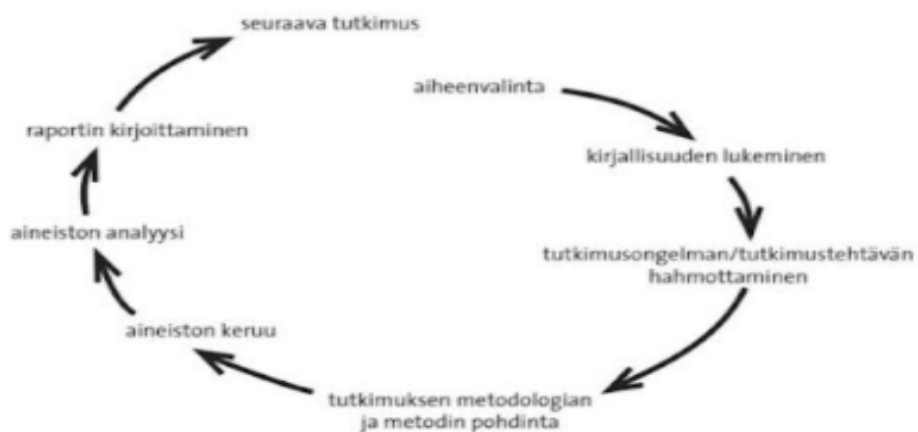 seuraava tutkimus
aiheenvalinta
kirjallisuuden lukeminen
tutkimusongelman/tutkimustehtävän
hahmottaminen
tutkimuksen metodologian
ja metodin pohdinta
aineiston keruu
aineiston analyysi
raportin kirjoittaminen